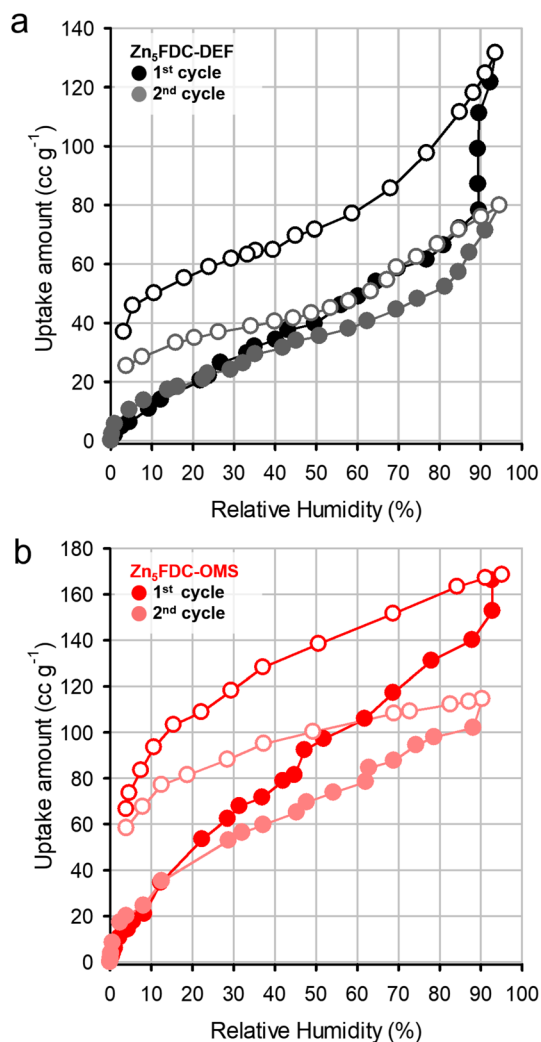 a
140
120
100
80
60
40
20
0
Uptake amount (cc g⁻¹)
Zn₅FDC-DEF
1ˢᵗ cycle
2ⁿᵈ cycle
0 10 20 30 40 50 60 70 80 90 100
Relative Humidity (%)
b
180
160
140
120
100
80
60
40
20
0
Uptake amount (cc g⁻¹)
Zn₅FDC-OMS
1ˢᵗ cycle
2ⁿᵈ cycle
0 10 20 30 40 50 60 70 80 90 100
Relative Humidity (%)